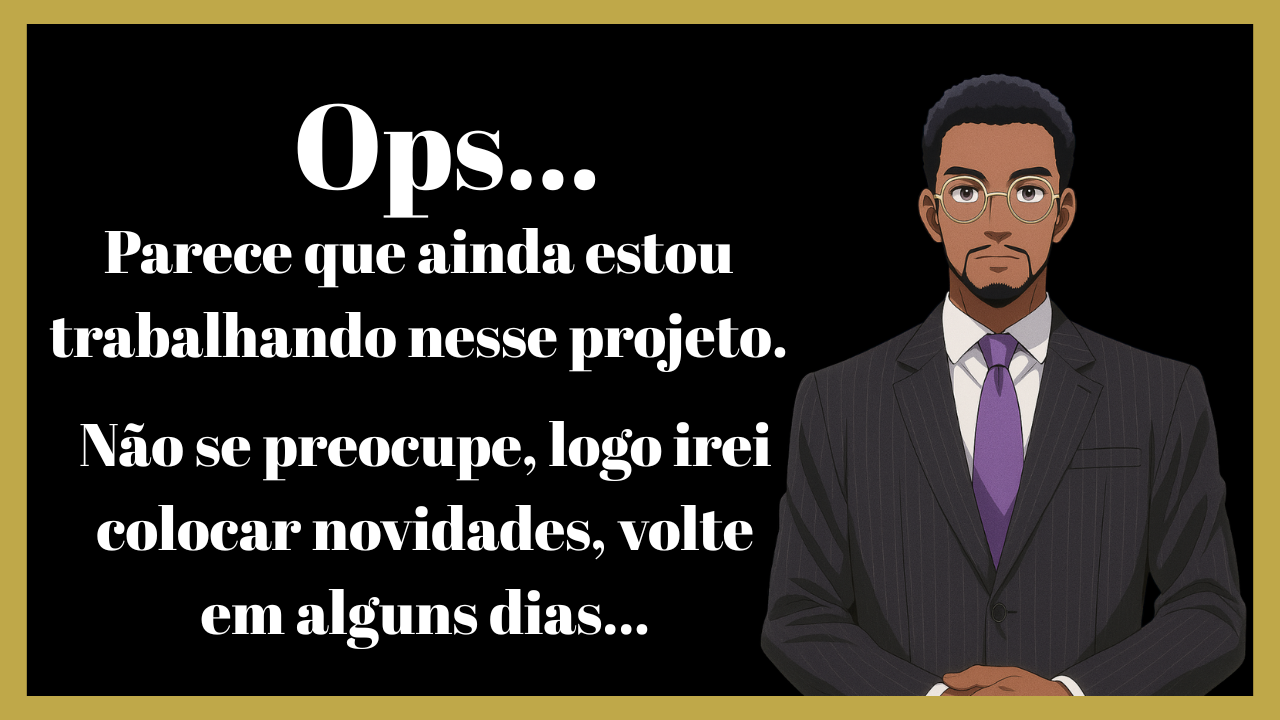 Ops...
Parece que ainda estou
trabalhando nesse projeto.
Não se preocupe, logo irei
colocar novidades, volte
em alguns dias...